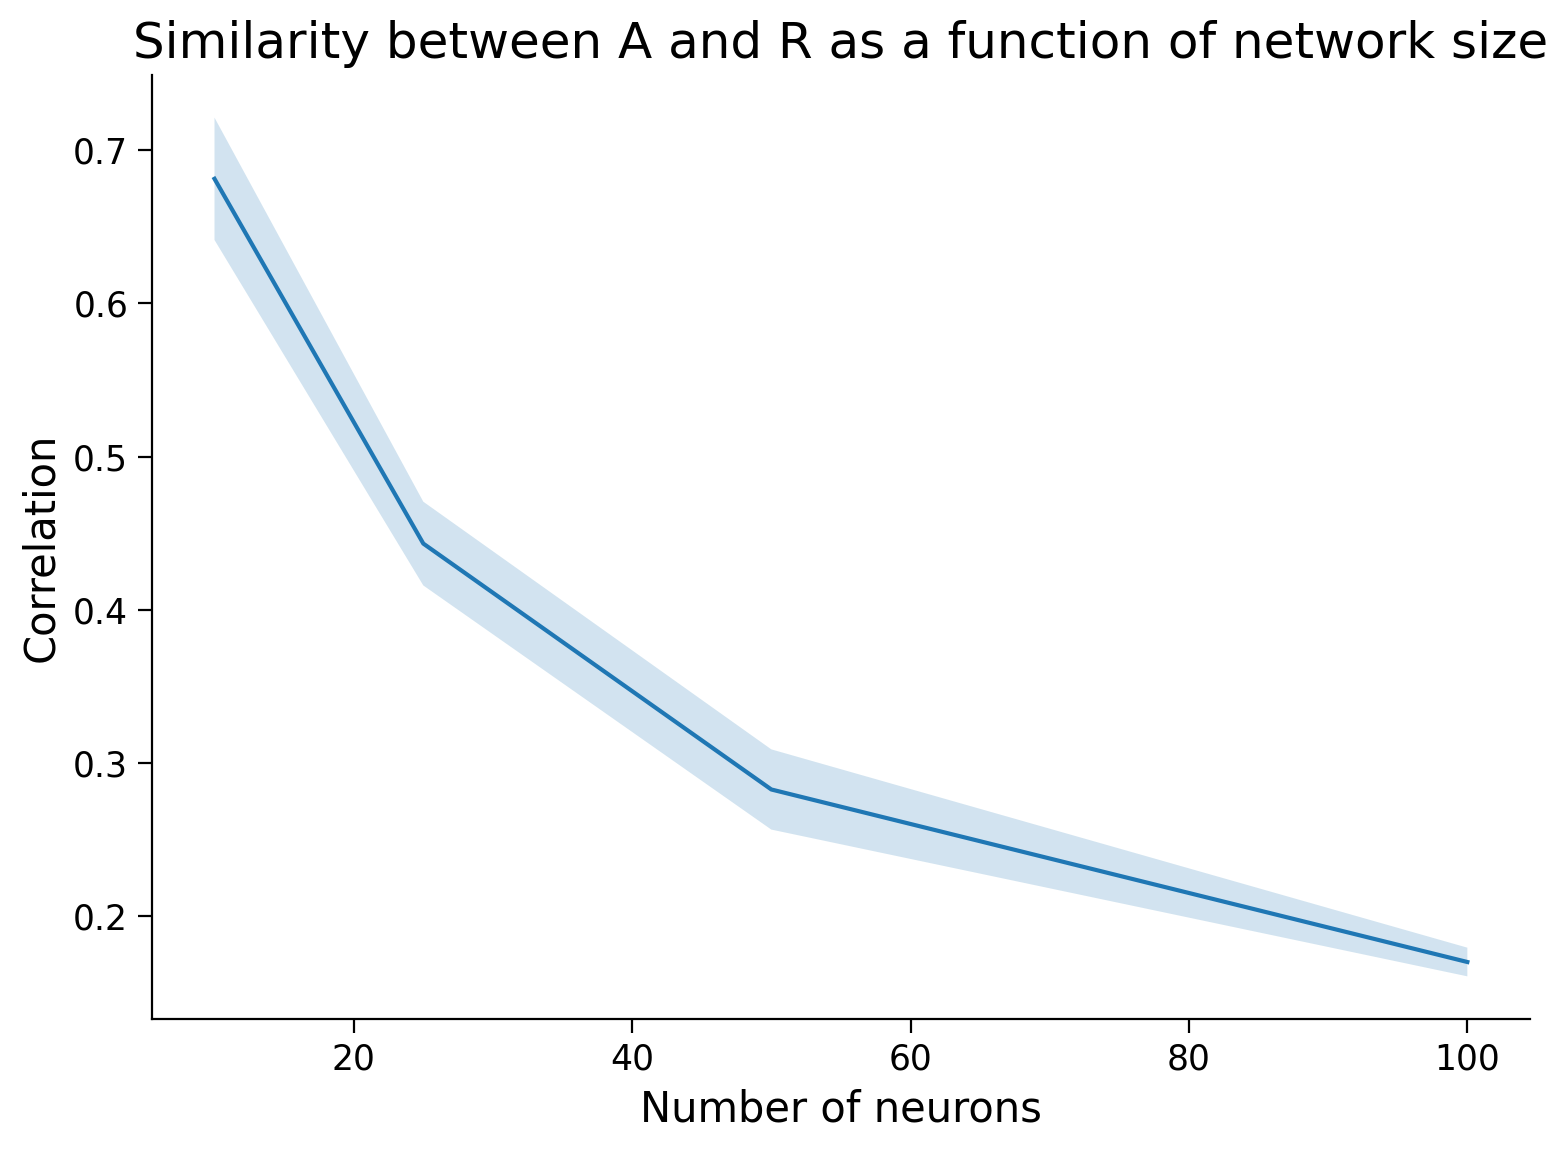 Similarity between A and R as a function of network size
0.7
0.6
0.5
0.4
0.3
0.2
Correlation
20 40 60 80 100
Number of neurons